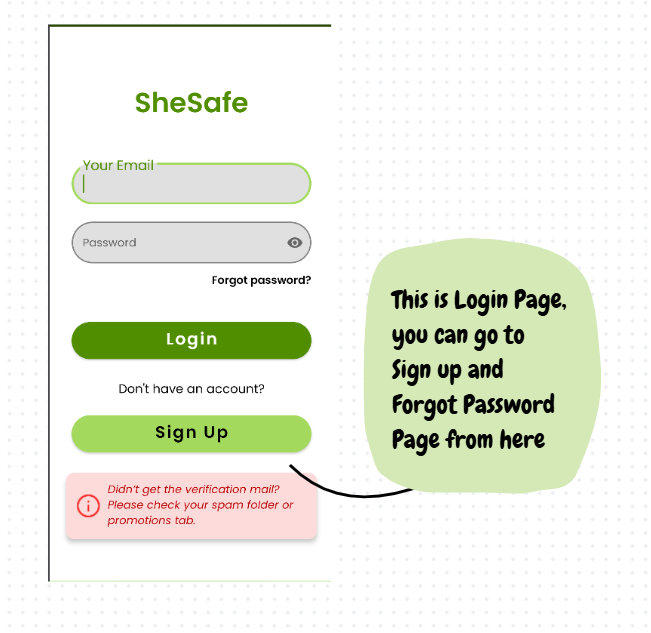 SheSafe
Your Email
Password
Forgot password?
Login
Don't have an account?
Sign Up
Didn't get the verification mail?
Please check your spam folder or
promotions tab.
This is Login Page,
you can go to
Sign up and
Forgot Password
Page from here